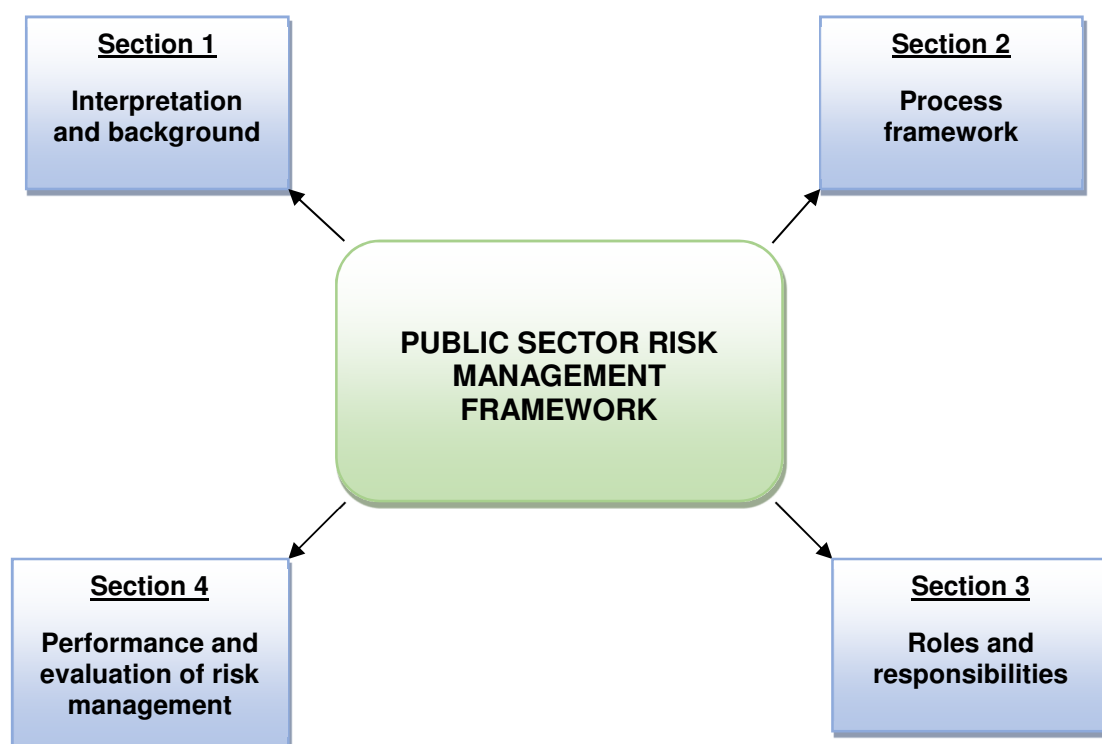 Section 1
Interpretation
and background
Section 2
Process
framework
PUBLIC SECTOR RISK
MANAGEMENT
FRAMEWORK
Section 4
Performance and
evaluation of risk
management
Section 3
Roles and
responsibilities